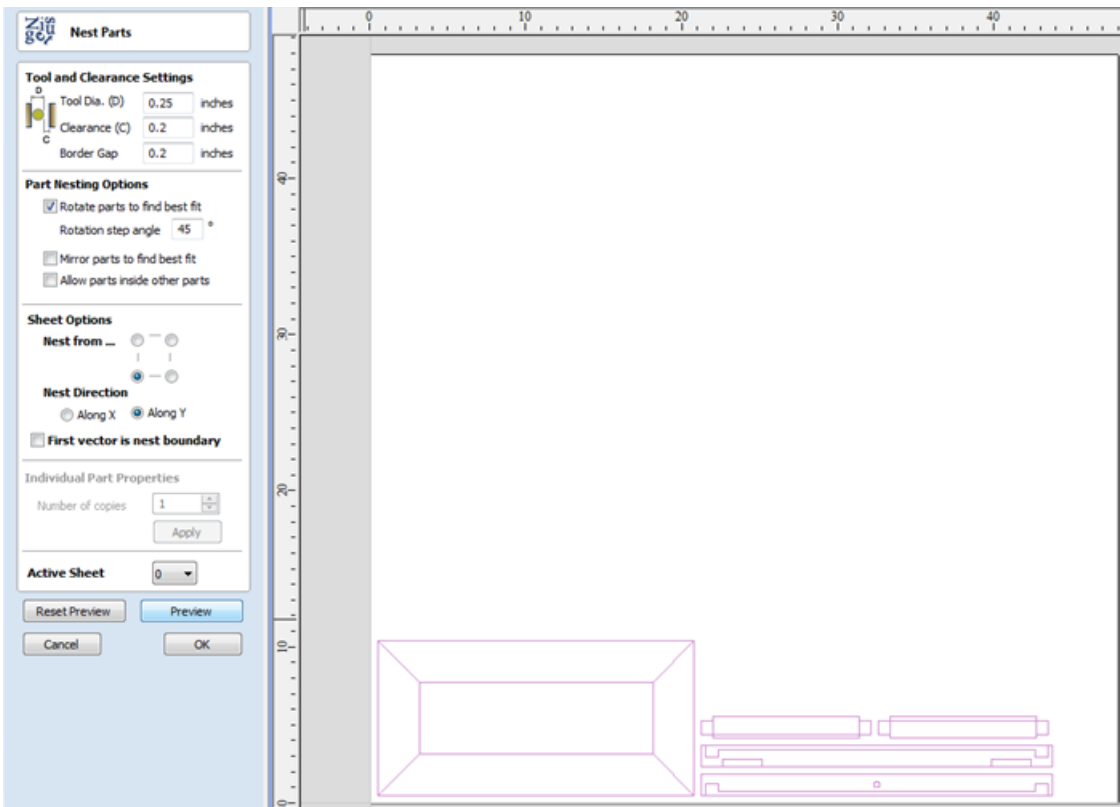 Nest Parts
0 10 20 30 40
Tool and Clearance Settings
D
Tool Dia. (D) 0.25 inches
Clearance (C) 0.2 inches
C
Border Gap 0.2 inches
Part Nesting Options
Rotate parts to find best fit
Rotation step angle 45 °
Mirror parts to find best fit
Allow parts inside other parts
Sheet Options
Nest from ...
Nest Direction
Along X Along Y
First vector is nest boundary
Individual Part Properties
Number of copies 1
Apply
Active Sheet 0
Reset Preview Preview
Cancel OK
40
30
20
10
0